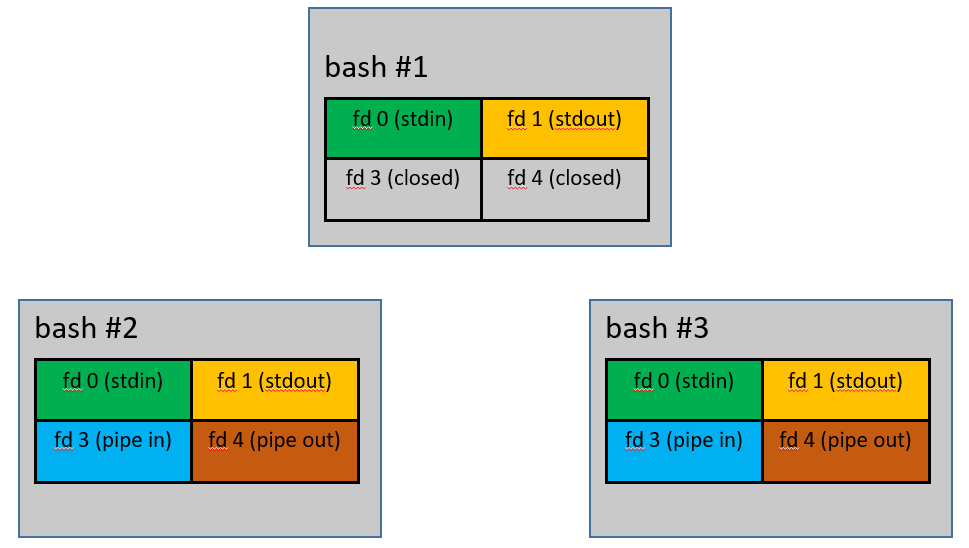 bash #1
fd 0 (stdin) fd 1 (stdout)
fd 3 (closed) fd 4 (closed)
bash #2
fd 0 (stdin) fd 1 (stdout)
fd 3 (pipe in) fd 4 (pipe out)
bash #3
fd 0 (stdin) fd 1 (stdout)
fd 3 (pipe in) fd 4 (pipe out)